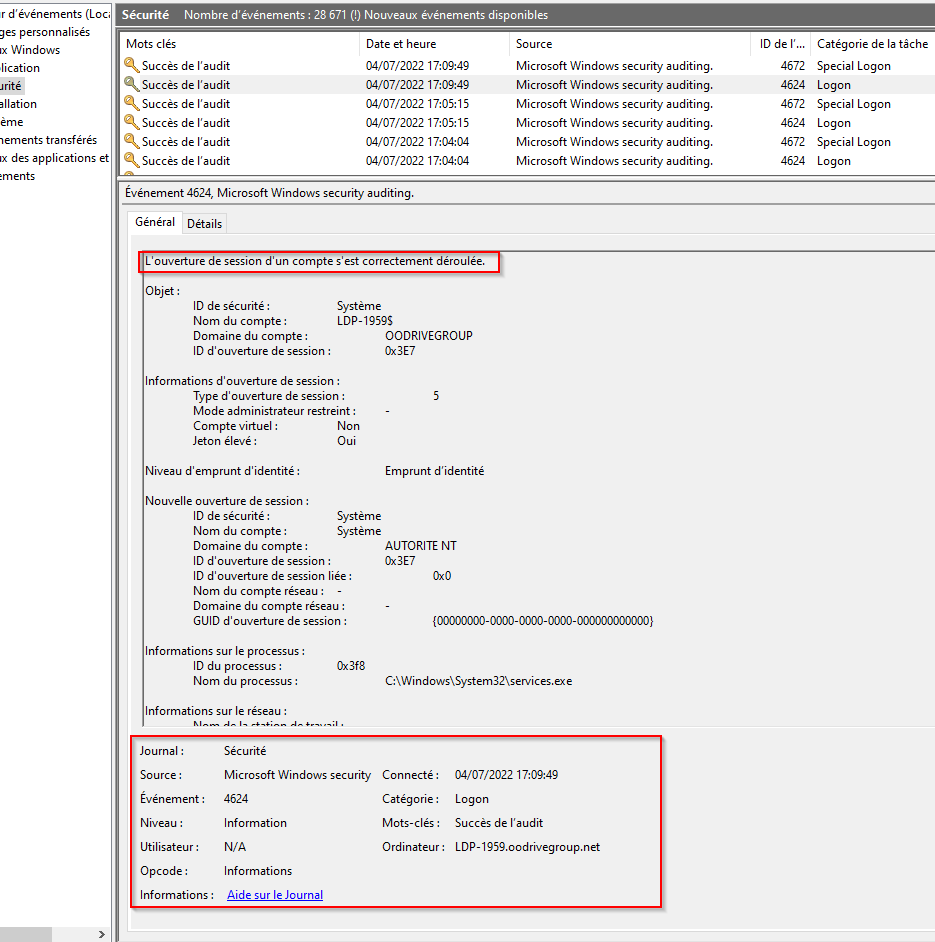 r d'événements (Loca
ges personnalisés
ux Windows
lication
urité
allation
ème
nements transférés
ux des applications et
ements
Sécurité Nombre d'événements : 28 671 (!) Nouveaux événements disponibles
Mots clés Date et heure Source ID de l'... Catégorie de la tâche
Succès de l'audit 04/07/2022 17:09:49 Microsoft Windows security auditing. 4672 Special Logon
Succès de l'audit 04/07/2022 17:09:49 Microsoft Windows security auditing. 4624 Logon
Succès de l'audit 04/07/2022 17:05:15 Microsoft Windows security auditing. 4672 Special Logon
Succès de l'audit 04/07/2022 17:05:15 Microsoft Windows security auditing. 4624 Logon
Succès de l'audit 04/07/2022 17:04:04 Microsoft Windows security auditing. 4672 Special Logon
Succès de l'audit 04/07/2022 17:04:04 Microsoft Windows security auditing. 4624 Logon
Événement 4624, Microsoft Windows security auditing.
Général Détails
L'ouverture de session d'un compte s'est correctement déroulée.
Objet :
ID de sécurité : Système
Nom du compte : LDP-1959$
Domaine du compte : OODRIVEGROUP
ID d'ouverture de session : 0x3E7
Informations d'ouverture de session :
Type d'ouverture de session : 5
Mode administrateur restreint : -
Compte virtuel : Non
Jeton élevé : Oui
Niveau d'emprunt d'identité : Emprunt d'identité
Nouvelle ouverture de session :
ID de sécurité : Système
Nom du compte : Système
Domaine du compte : AUTORITE NT
ID d'ouverture de session : 0x3E7
ID d'ouverture de session liée : 0x0
Nom du compte réseau : -
Domaine du compte réseau : -
GUID d'ouverture de session : {00000000-0000-0000-0000-000000000000}
Informations sur le processus :
ID du processus : 0x3f8
Nom du processus : C:\Windows\System32\services.exe
Informations sur le réseau :
Nom de la station de travail :
Journal : Sécurité
Source : Microsoft Windows security Connecté : 04/07/2022 17:09:49
Événement : 4624 Catégorie : Logon
Niveau : Information Mots-clés : Succès de l'audit
Utilisateur : N/A Ordinateur : LDP-1959.oodrivegroup.net
Opcode : Informations
Informations : Aide sur le Journal